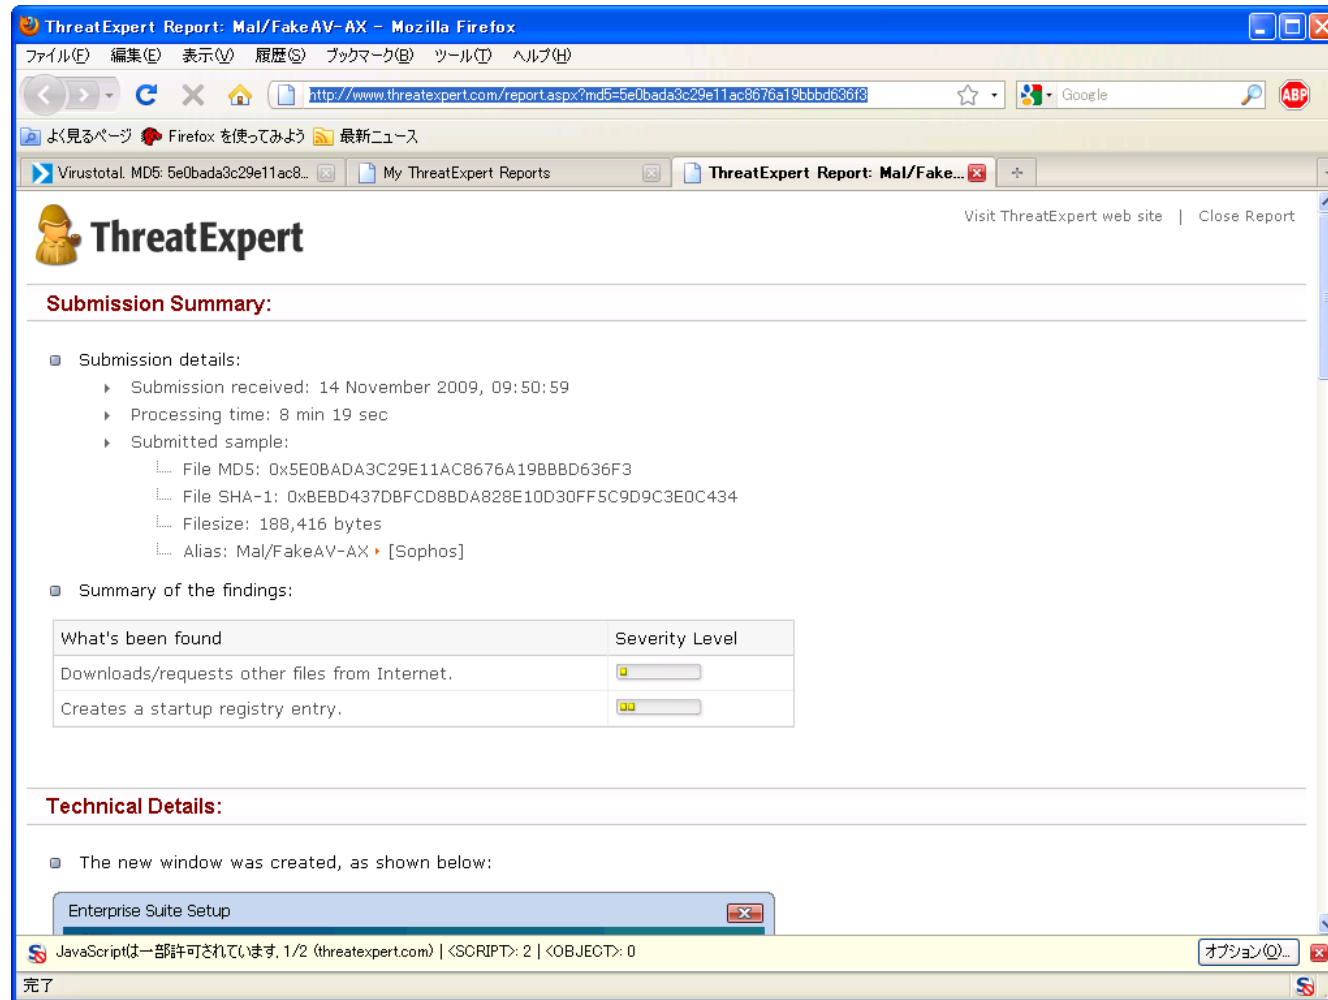 ThreatExpert Report: Mal/FakeAV-AX - Mozilla Firefox
ファイル(F) 編集(E) 表示(V) 履歴(S) ブックマーク(B) ツール(T) ヘルプ(H)
http://www.threatexpert.com/report.aspx?md5=5e0bada3c29e11ac8676a19bbbd636f3 Google ABP
よく見るページ Firefox を使ってみよう 最新ニュース
Virustotal. MD5: 5e0bada3c29e11ac8... My ThreatExpert Reports ThreatExpert Report: Mal/Fake...
ThreatExpert
Visit ThreatExpert web site | Close Report
Submission Summary:
Submission details:
Submission received: 14 November 2009, 09:50:59
Processing time: 8 min 19 sec
Submitted sample:
File MD5: 0x5E0BADA3C29E11AC8676A19BBBD636F3
File SHA-1: 0xBEBD437DBFCD8BDA828E10D30FF5C9D9C3E0C434
Filesize: 188,416 bytes
Alias: Mal/FakeAV-AX [Sophos]
Summary of the findings:
What's been found Severity Level
Downloads/requests other files from Internet.
Creates a startup registry entry.
Technical Details:
The new window was created, as shown below:
Enterprise Suite Setup
JavaScriptは一部許可されています, 1/2 (threatexpert.com) | <SCRIPT>: 2 | <OBJECT>: 0 オプション(O)...
完了